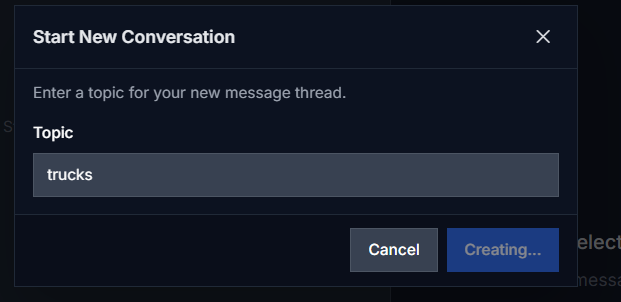 Start New Conversation
Enter a topic for your new message thread.
Topic
trucks
Cancel
Creating...